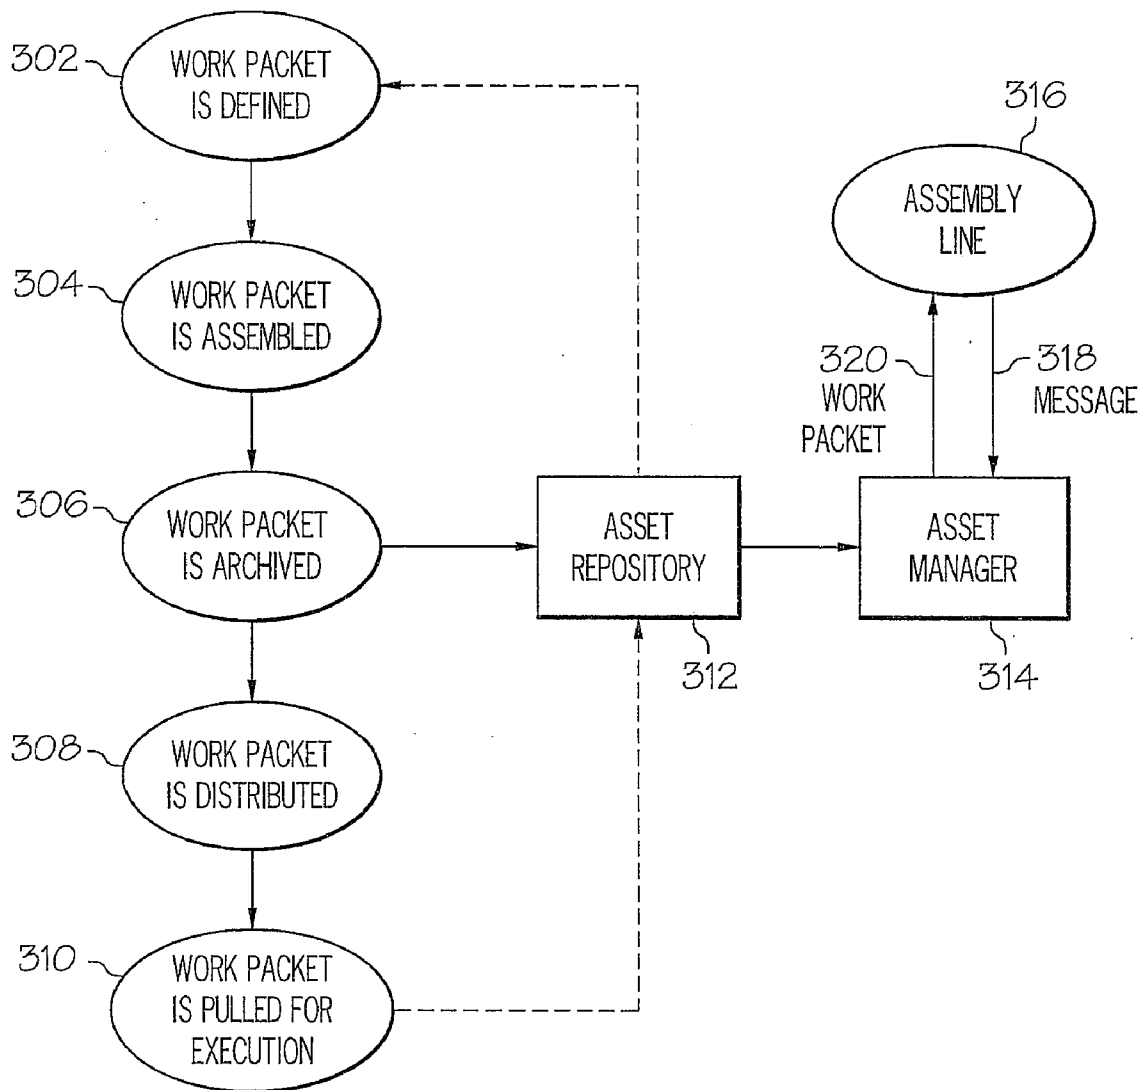 302
WORK PACKET
IS DEFINED
316
ASSEMBLY
LINE
304
WORK PACKET
IS ASSEMBLED
320
WORK
PACKET
318
MESSAGE
306
WORK PACKET
IS ARCHIVED
ASSET
REPOSITORY
312
ASSET
MANAGER
314
308
WORK PACKET
IS DISTRIBUTED
310
WORK PACKET
IS PULLED FOR
EXECUTION